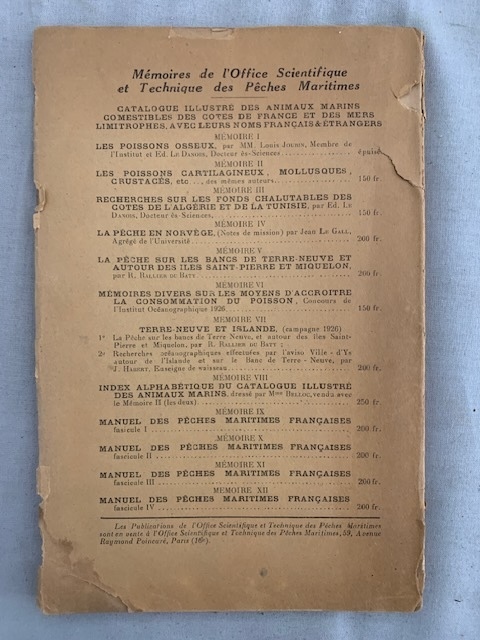 Mémoires de l'Office Scientifique
et Technique des Pêches Maritimes
CATALOGUE ILLUSTRÉ DES ANIMAUX MARINS
COMESTIBLES DES COTES DE FRANCE ET DES MERS
LIMITROPHES, AVEC LEURS NOMS FRANÇAIS & ÉTRANGERS
MÉMOIRE I
LES POISSONS OSSEUX, par MM. Louis Joubin, Membre de
l'Institut et Ed. Le Danois, Docteur ès-Sciences........ épuisé
MÉMOIRE II
LES POISSONS CARTILAGINEUX, MOLLUSQUES,
CRUSTACÉS, etc... des mêmes auteurs........ 150 fr.
MÉMOIRE III
RECHERCHES SUR LES FONDS CHALUTABLES DES
COTES DE L'ALGÉRIE ET DE LA TUNISIE, par Ed. Le
Danois, Docteur ès-Sciences,........ 150 fr.
MÉMOIRE IV
LA PÊCHE EN NORVÈGE, (Notes de mission) par Jean Le Gall,
Agrégé de l'Université........ 200 fr.
MÉMOIRE V
LA PÊCHE SUR LES BANCS DE TERRE-NEUVE ET
AUTOUR DES ILES SAINT-PIERRE ET MIQUELON,
par R. Rallier du Baty........ 200 fr.
MÉMOIRE VI
MÉMOIRES DIVERS SUR LES MOYENS D'ACCROITRE
LA CONSOMMATION DU POISSON, Concours de
l'Institut Océanographique 1926........ 150 fr.
MÉMOIRE VII
TERRE-NEUVE ET ISLANDE, (campagne 1926)
1° La Pêche sur les bancs de Terre Neuve, et autour des îles Saint-
Pierre et Miquelon, par R. Rallier du Baty ;
2° Recherches océanographiques effectuées par l'aviso Ville-d'Ys
autour de l'Islande et sur le Banc de Terre-Neuve, par
J. Habert, Enseigne de vaisseau........ 200 fr.
MÉMOIRE VIII
INDEX ALPHABÉTIQUE DU CATALOGUE ILLUSTRÉ
DES ANIMAUX MARINS, dressé par Mme Belloc, vendu avec
le Mémoire II (les deux)........ 250 fr.
MÉMOIRE IX
MANUEL DES PÊCHES MARITIMES FRANÇAISES
fascicule I........ 200 fr.
MÉMOIRE X
MANUEL DES PÊCHES MARITIMES FRANÇAISES
fascicule II........ 200 fr.
MÉMOIRE XI
MANUEL DES PÊCHES MARITIMES FRANÇAISES
fascicule III........ 200 fr.
MÉMOIRE XII
MANUEL DES PÊCHES MARITIMES FRANÇAISES
fascicule IV........ 200 fr.
Les Publications de l'Office Scientifique et Technique des Pêches Maritimes
sont en vente à l'Office Scientifique et Technique des Pêches Maritimes, 59, Avenue
Raymond Poincaré, Paris (16e).